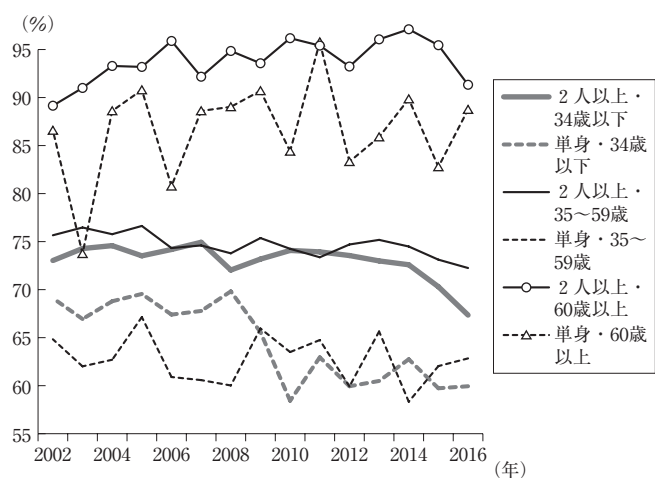 (%)
95
90
85
80
75
70
65
60
55
2002 2004 2006 2008 2010 2012 2014 2016
(年)
2人以上・
34歳以下
単身・34歳
以下
2人以上・
35～59歳
単身・35～
59歳
2人以上・
60歳以上
単身・60歳
以上